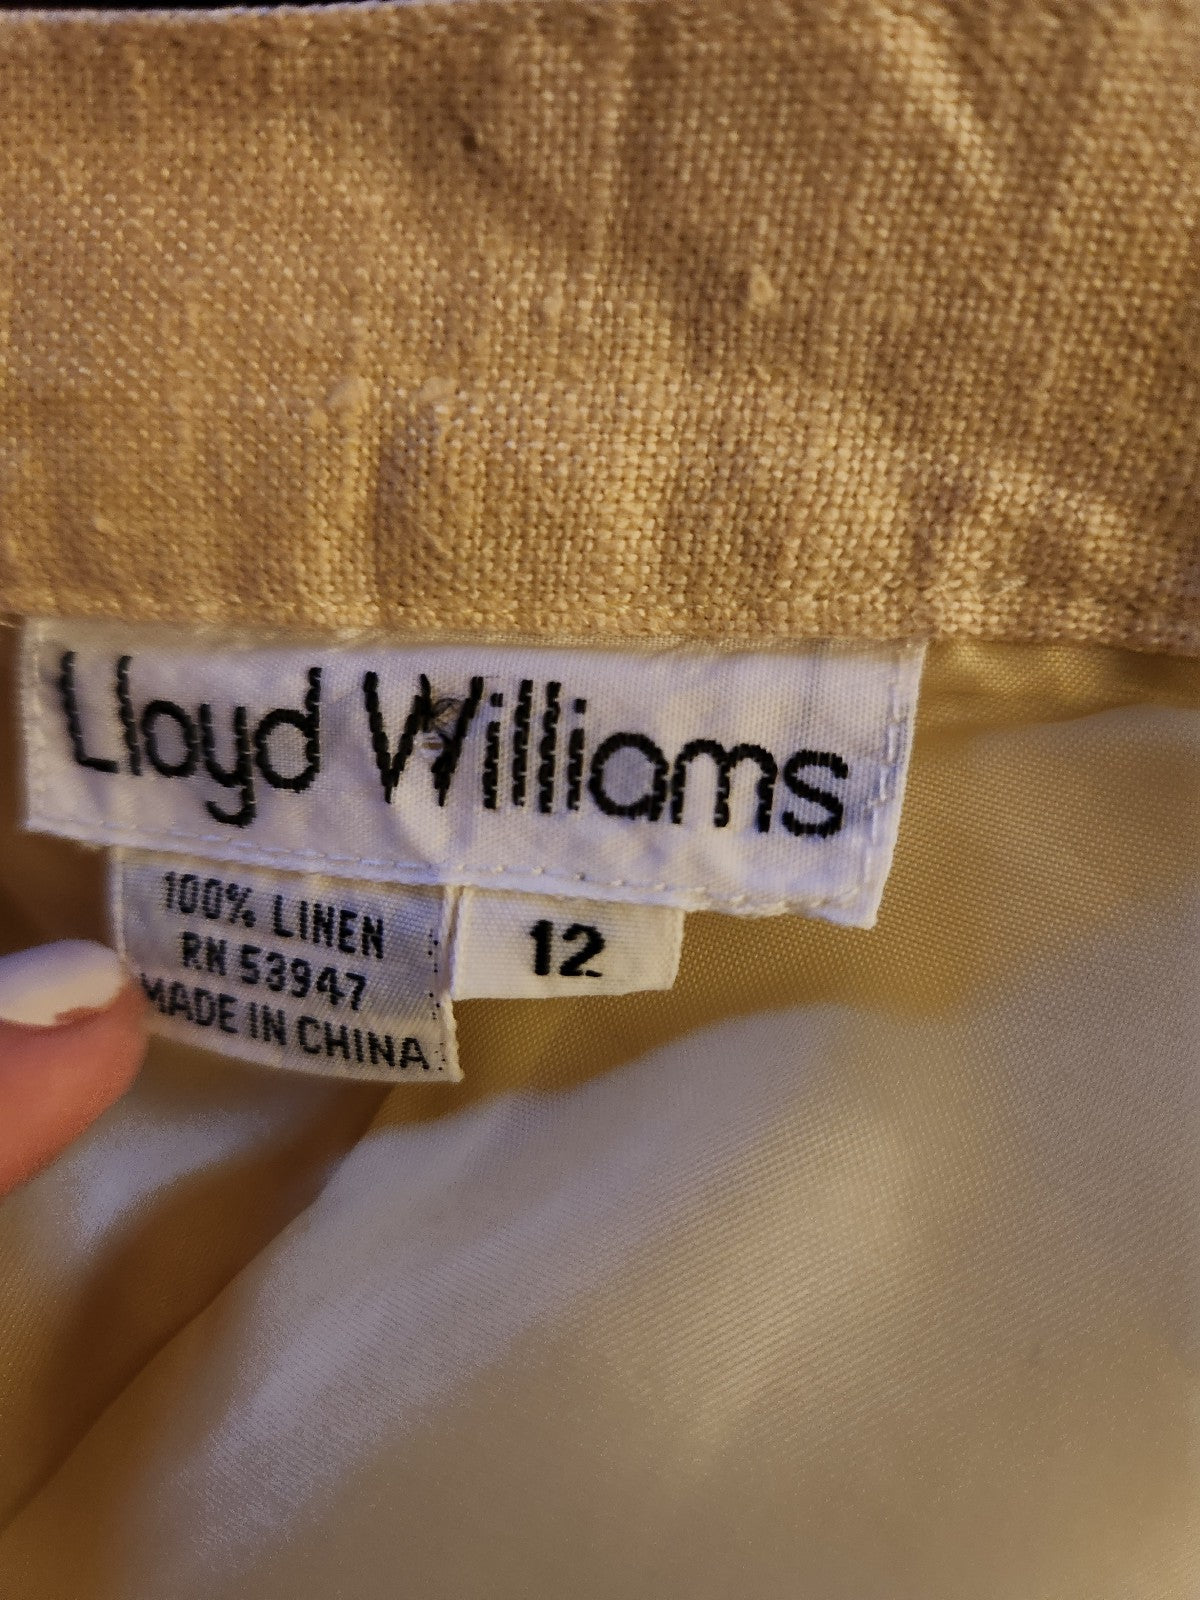 Lloyd Williams
100% LINEN
RN 53947
MADE IN CHINA
12